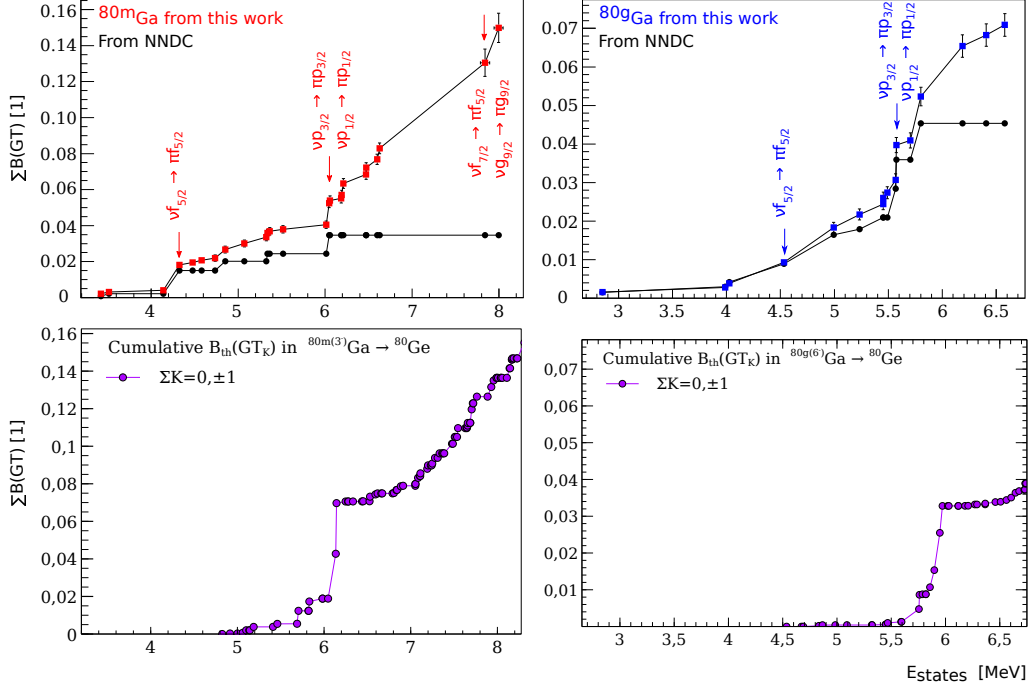 80mGa from this work
From NNDC
ΣB(GT) [1]
0.16
0.14
0.12
0.1
0.08
0.06
0.04
0.02
0
νf5/2 → πf5/2
νp3/2 → πp3/2
νp1/2 → πp1/2
νf7/2 → πf5/2
νg9/2 → πg9/2
4 5 6 7 8
80gGa from this work
From NNDC
0.07
0.06
0.05
0.04
0.03
0.02
0.01
0
νf5/2 → πf5/2
νp3/2 → πp3/2
νp1/2 → πp1/2
3 3.5 4 4.5 5 5.5 6 6.5
Cumulative Bth(GTK) in 80m(3-)Ga → 80Ge
ΣK=0,±1
ΣB(GT) [1]
0,16
0,14
0,12
0,1
0,08
0,06
0,04
0,02
0
4 5 6 7 8
Cumulative Bth(GTK) in 80g(6-)Ga → 80Ge
ΣK=0,±1
0,07
0,06
0,05
0,04
0,03
0,02
0,01
3 3,5 4 4,5 5 5,5 6 6,5
Estates [MeV]